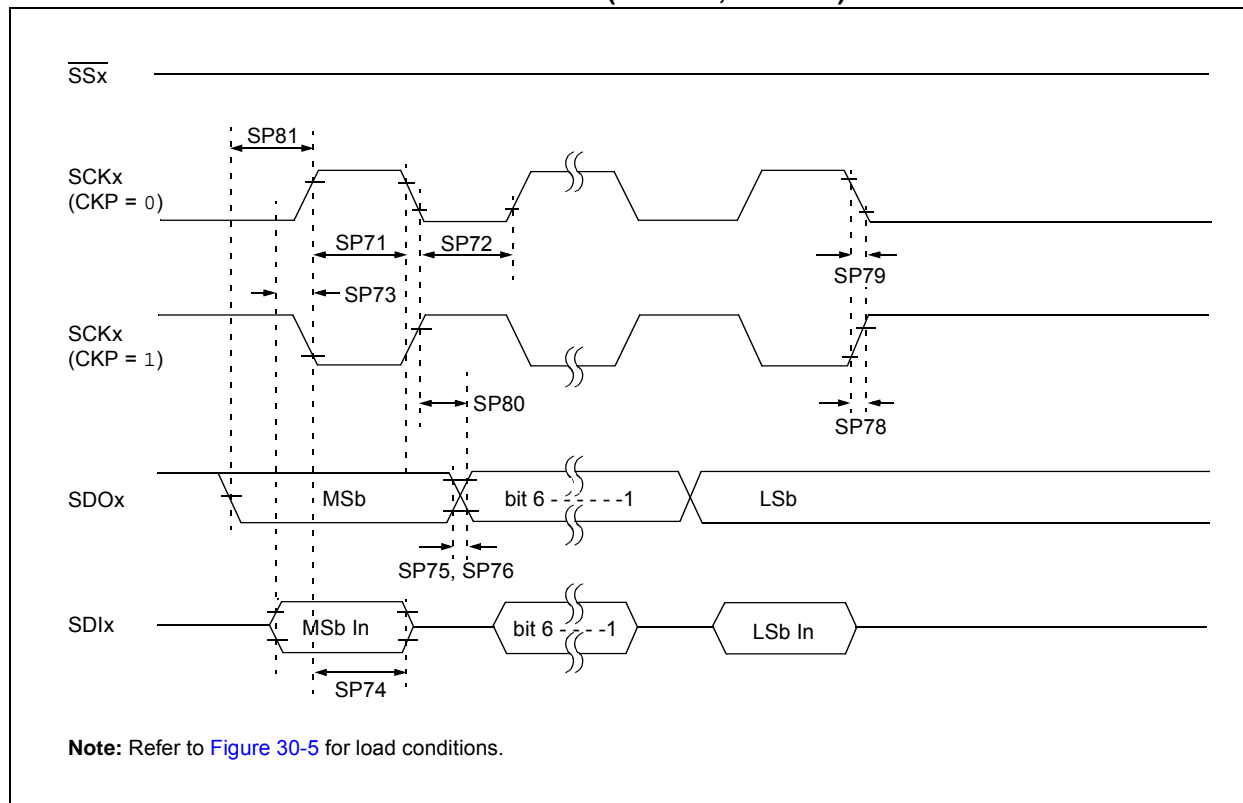 SSx
SP81
SCKx
(CKP = 0)
SP71
SP72
SP79
SP73
SCKx
(CKP = 1)
SP80
SP78
SDOx
MSb
bit 6 - - - - - -1
LSb
SP75, SP76
SDIx
MSb In
bit 6 - - - -1
LSb In
SP74
Note: Refer to Figure 30-5 for load conditions.